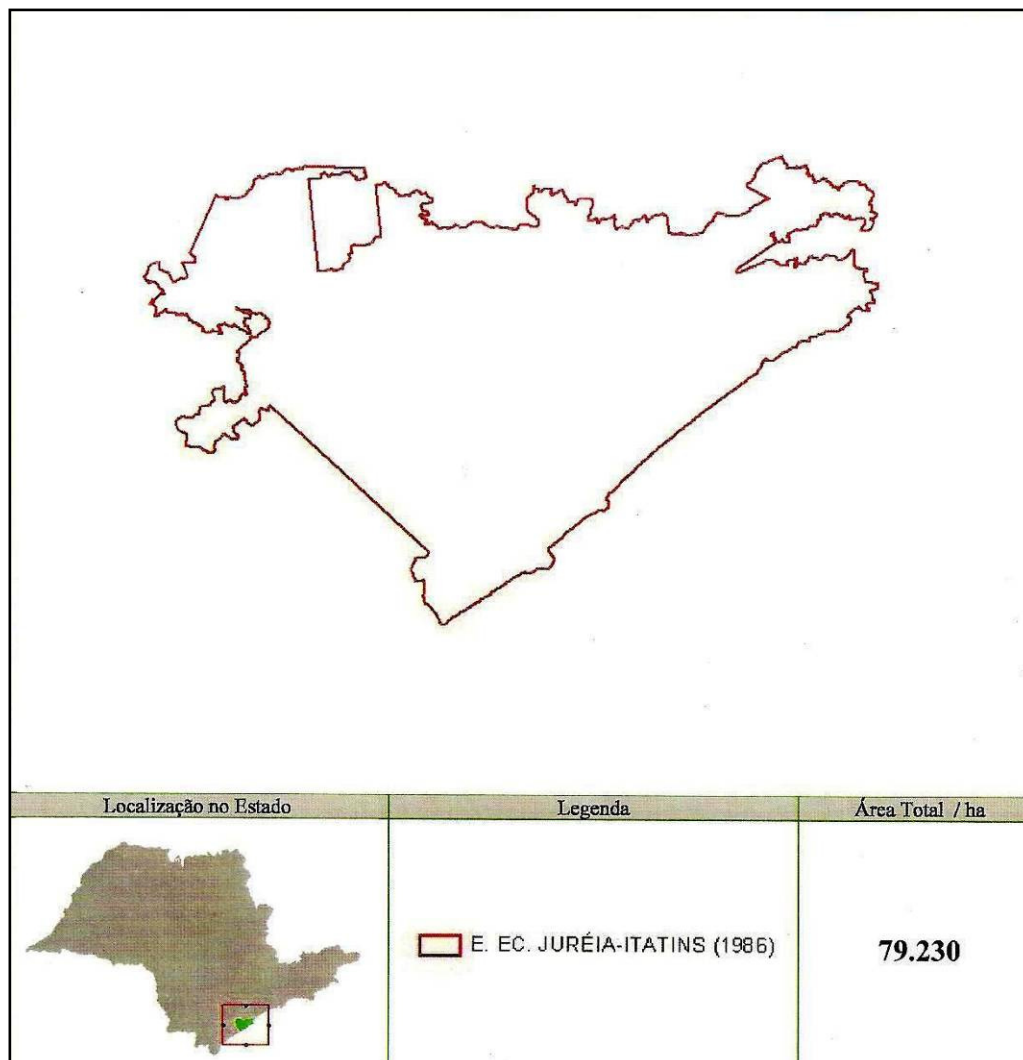 Localização no Estado
Legenda
Área Total / ha
E. EC. JURÉIA-ITATINS (1986)
79.230